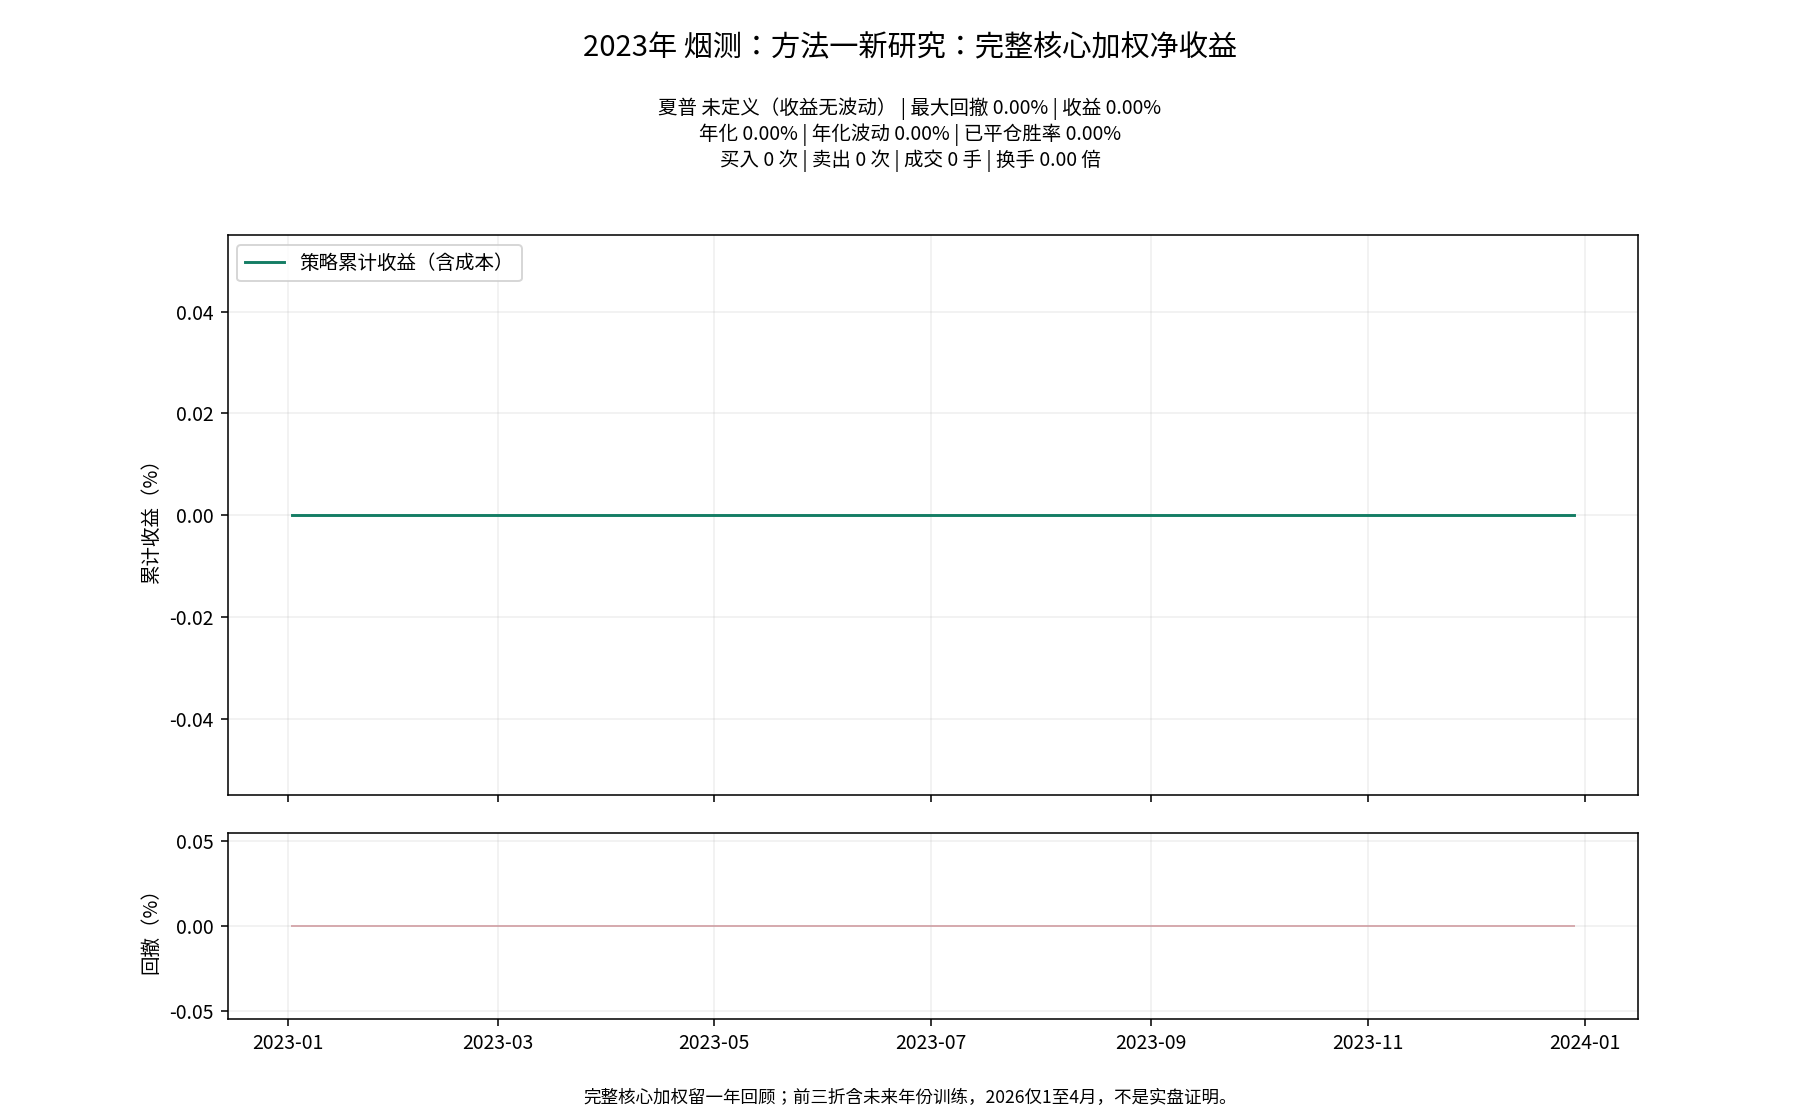 2023年 烟测：方法一新研究：完整核心加权净收益
夏普 未定义（收益无波动） | 最大回撤 0.00% | 收益 0.00%
年化 0.00% | 年化波动 0.00% | 已平仓胜率 0.00%
买入 0 次 | 卖出 0 次 | 成交 0 手 | 换手 0.00 倍
策略累计收益（含成本）
0.04
0.02
0.00
-0.02
-0.04
累计收益（%）
0.05
0.00
-0.05
回撤（%）
2023-01
2023-03
2023-05
2023-07
2023-09
2023-11
2024-01
完整核心加权留一年回顾；前三折含未来年份训练，2026仅1至4月，不是实盘证明。